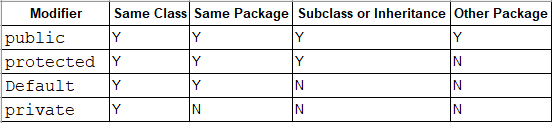 Modifier Same Class Same Package Subclass or Inheritance Other Package
public Y Y Y Y
protected Y Y Y N
Default Y Y N N
private Y N N N